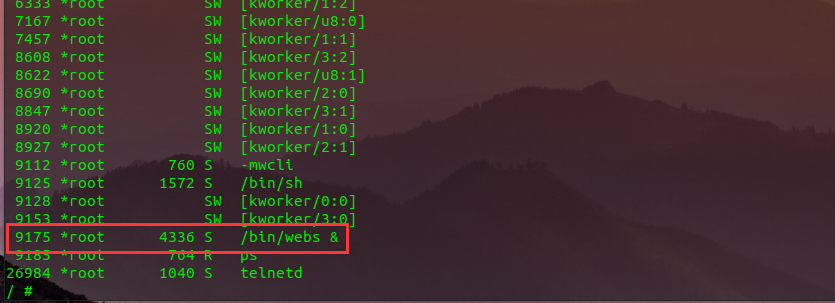 6333 *root SW [kworker/1:2]
7167 *root SW [kworker/u8:0]
7457 *root SW [kworker/1:1]
8608 *root SW [kworker/3:2]
8622 *root SW [kworker/u8:1]
8690 *root SW [kworker/2:0]
8847 *root SW [kworker/3:1]
8920 *root SW [kworker/1:0]
8927 *root SW [kworker/2:1]
9112 *root 760 S -mwcli
9125 *root 1572 S /bin/sh
9128 *root SW [kworker/0:0]
9153 *root SW [kworker/3:0]
9175 *root 4336 S /bin/webs &
9185 *root 764 R ps
26984 *root 1040 S telnetd
/ #